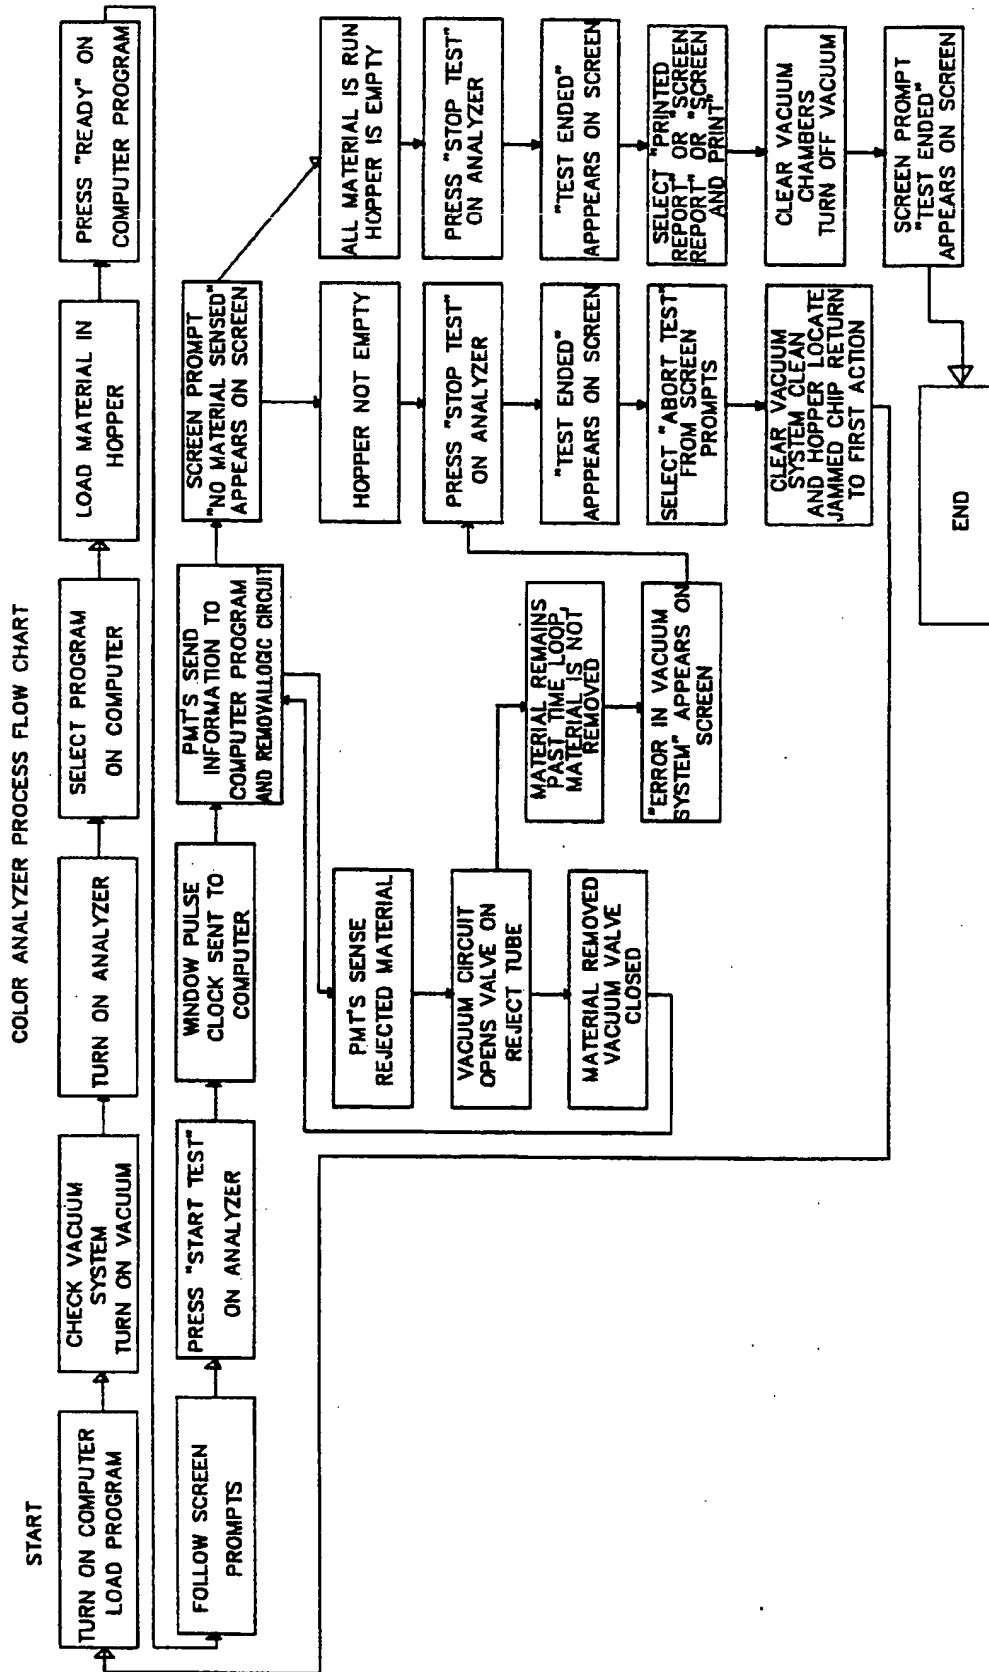 COLOR ANALYZER PROCESS FLOW CHART
START
TURN ON COMPUTER
LOAD PROGRAM
CHECK VACUUM
SYSTEM
TURN ON VACUUM
TURN ON ANALYZER
SELECT PROGRAM
ON COMPUTER
LOAD MATERIAL IN
HOPPER
PRESS "READY" ON
COMPUTER PROGRAM
FOLLOW SCREEN
PROMPTS
PRESS "START TEST"
ON ANALYZER
WINDOW PULSE
CLOCK SENT TO
COMPUTER
PMT'S SEND
INFORMATION TO
COMPUTER PROGRAM
AND REMOVALLOGIC CIRCUIT
SCREEN PROMPT
"NO MATERIAL SENSED"
APPEARS ON SCREEN
PMT'S SENSE
REJECTED MATERIAL
VACUUM CIRCUIT
OPENS VALVE ON
REJECT TUBE
MATERIAL REMOVED
VACUUM VALVE
CLOSED
MATERIAL REMAINS
PAST TIME LOOP,
MATERIAL IS NOT
REMOVED
"ERROR IN VACUUM
SYSTEM" APPEARS ON
SCREEN
HOPPER NOT EMPTY
PRESS "STOP TEST"
ON ANALYZER
"TEST ENDED"
APPPEARS ON SCREEN
SELECT "ABORT TEST"
FROM SCREEN
PROMPTS
CLEAR VACUUM
SYSTEM CLEAN
AND HOPPER LOCATE
JAMMED CHIP RETURN
TO FIRST ACTION
ALL MATERIAL IS RUN
HOPPER IS EMPTY
PRESS "STOP TEST"
ON ANALYZER
"TEST ENDED"
APPPEARS ON SCREEN
SELECT "PRINTED
REPORT" OR "SCREEN
REPORT" OR "SCREEN
AND PRINT"
CLEAR VACUUM
CHAMBERS
TURN OFF VACUUM
SCREEN PROMPT
"TEST ENDED"
APPEARS ON SCREEN
END